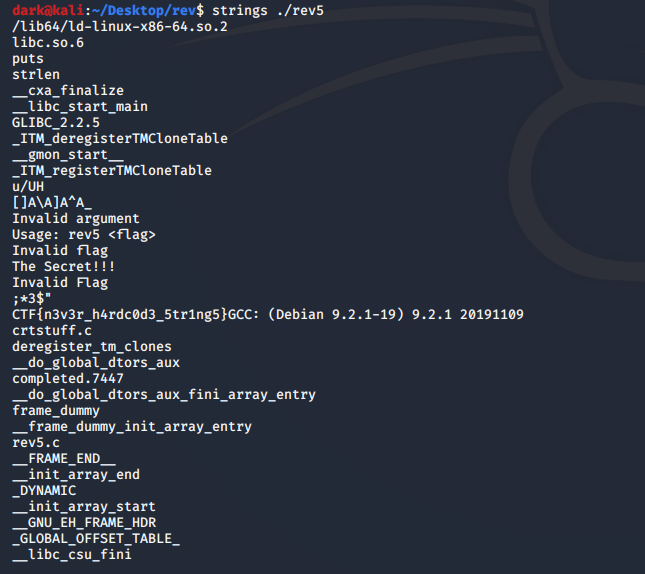 dark@kali:~/Desktop/rev$ strings ./rev5
/lib64/ld-linux-x86-64.so.2
libc.so.6
puts
strlen
__cxa_finalize
__libc_start_main
GLIBC_2.2.5
_ITM_deregisterTMCloneTable
__gmon_start__
_ITM_registerTMCloneTable
u/UH
[]A\A]A^A_
Invalid argument
Usage: rev5 <flag>
Invalid flag
The Secret!!!
Invalid Flag
;*3$"
CTF{n3v3r_h4rdc0d3_5tr1ng5}GCC: (Debian 9.2.1-19) 9.2.1 20191109
crtstuff.c
deregister_tm_clones
__do_global_dtors_aux
completed.7447
__do_global_dtors_aux_fini_array_entry
frame_dummy
__frame_dummy_init_array_entry
rev5.c
__FRAME_END__
__init_array_end
_DYNAMIC
__init_array_start
__GNU_EH_FRAME_HDR
_GLOBAL_OFFSET_TABLE_
__libc_csu_fini